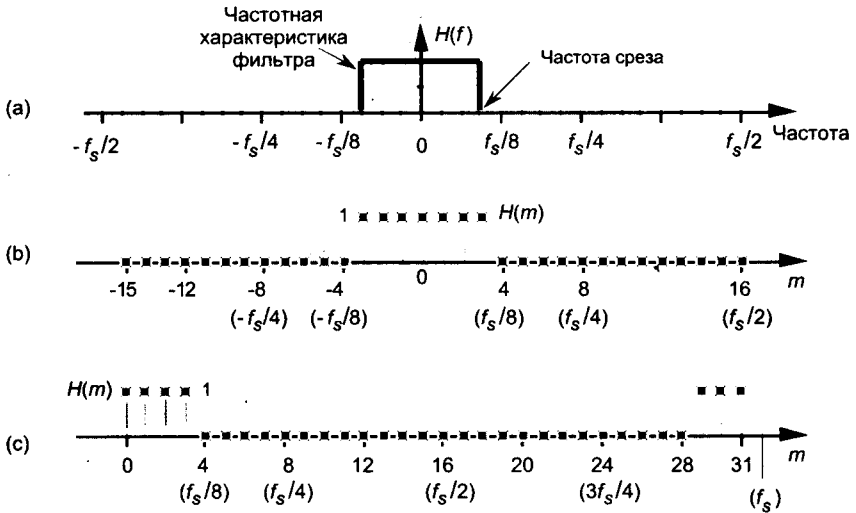 Частотная
характеристика
фильтра
H(f)
Частота среза
(a)
- fs/2 - fs/4 - fs/8 0 fs/8 fs/4 fs/2 Частота
1 H(m)
(b)
-15 -12 -8 -4 0 4 8 16 m
(- fs/4) (- fs/8) (fs/8) (fs/4) (fs/2)
H(m) 1
(c)
0 4 8 12 16 20 24 28 31 m
(fs/8) (fs/4) (fs/2) (3fs/4) (fs)